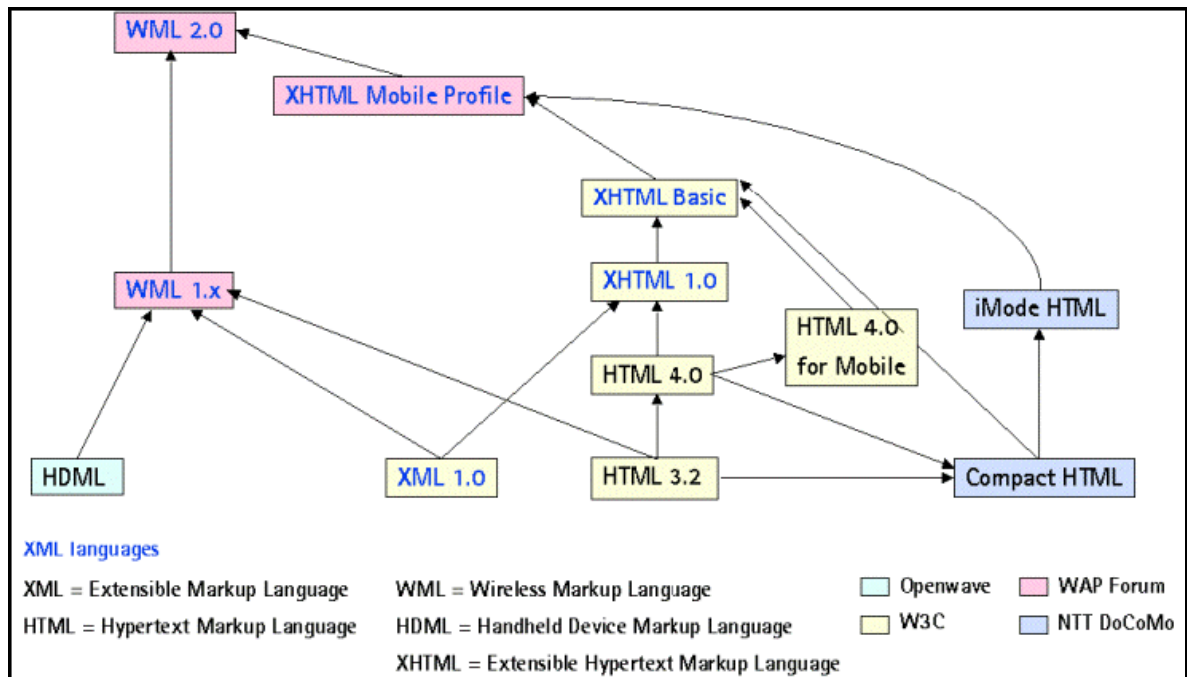 WML 2.0
XHTML Mobile Profile
XHTML Basic
WML 1.x
XHTML 1.0
iMode HTML
HTML 4.0
for Mobile
HTML 4.0
HDML
XML 1.0
HTML 3.2
Compact HTML
XML languages
XML = Extensible Markup Language
WML = Wireless Markup Language
Openwave
WAP Forum
HTML = Hypertext Markup Language
HDML = Handheld Device Markup Language
W3C
NTT DoCoMo
XHTML = Extensible Hypertext Markup Language